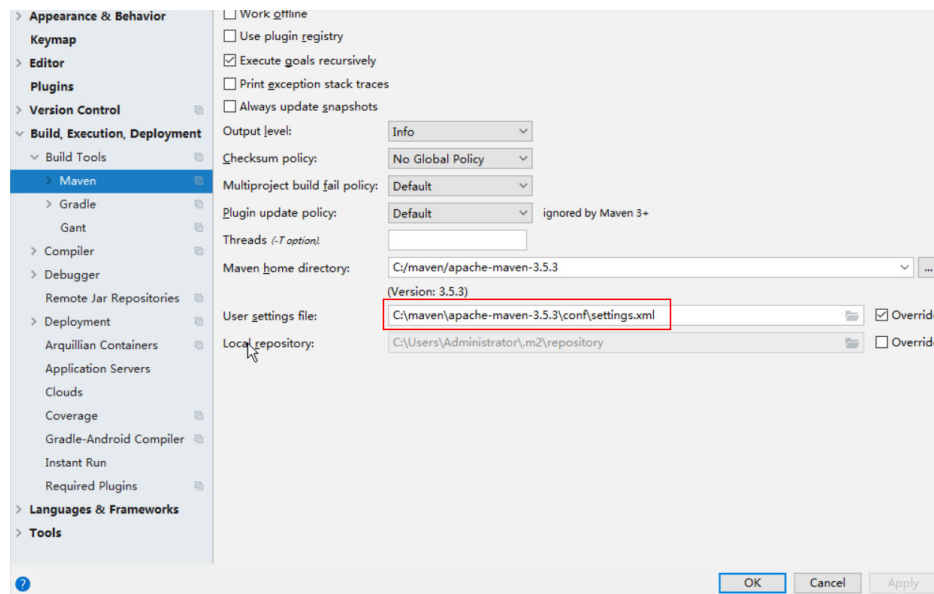 Appearance & Behavior
Keymap
Editor
Plugins
Version Control
Build, Execution, Deployment
Build Tools
Maven
Gradle
Gant
Compiler
Debugger
Remote Jar Repositories
Deployment
Arquillian Containers
Application Servers
Clouds
Coverage
Gradle-Android Compiler
Instant Run
Required Plugins
Languages & Frameworks
Tools
Work offline
Use plugin registry
Execute goals recursively
Print exception stack traces
Always update snapshots
Output level: Info
Checksum policy: No Global Policy
Multiproject build fail policy: Default
Plugin update policy: Default ignored by Maven 3+
Threads (-T option):
Maven home directory: C:/maven/apache-maven-3.5.3 ...
(Version: 3.5.3)
User settings file: C:\maven\apache-maven-3.5.3\conf\settings.xml Override
Local repository: C:\Users\Administrator\.m2\repository Override
? OK Cancel Apply